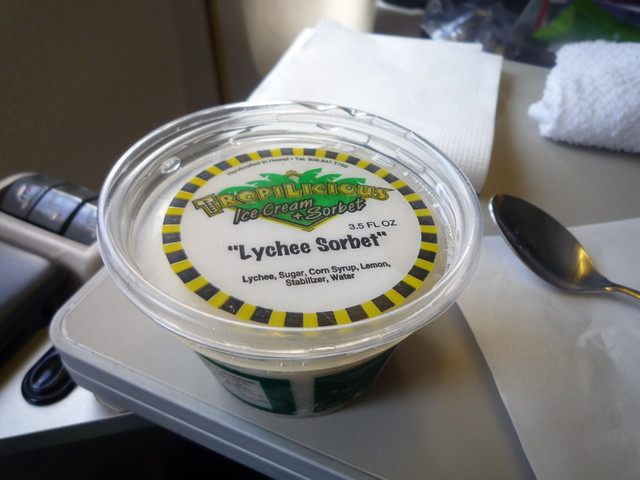 TROPILICIOUS
Ice Cream
+ Sorbet
3.5 FL OZ
"Lychee Sorbet"
Lychee, Sugar, Corn Syrup, Lemon,
Stabilizer, Water